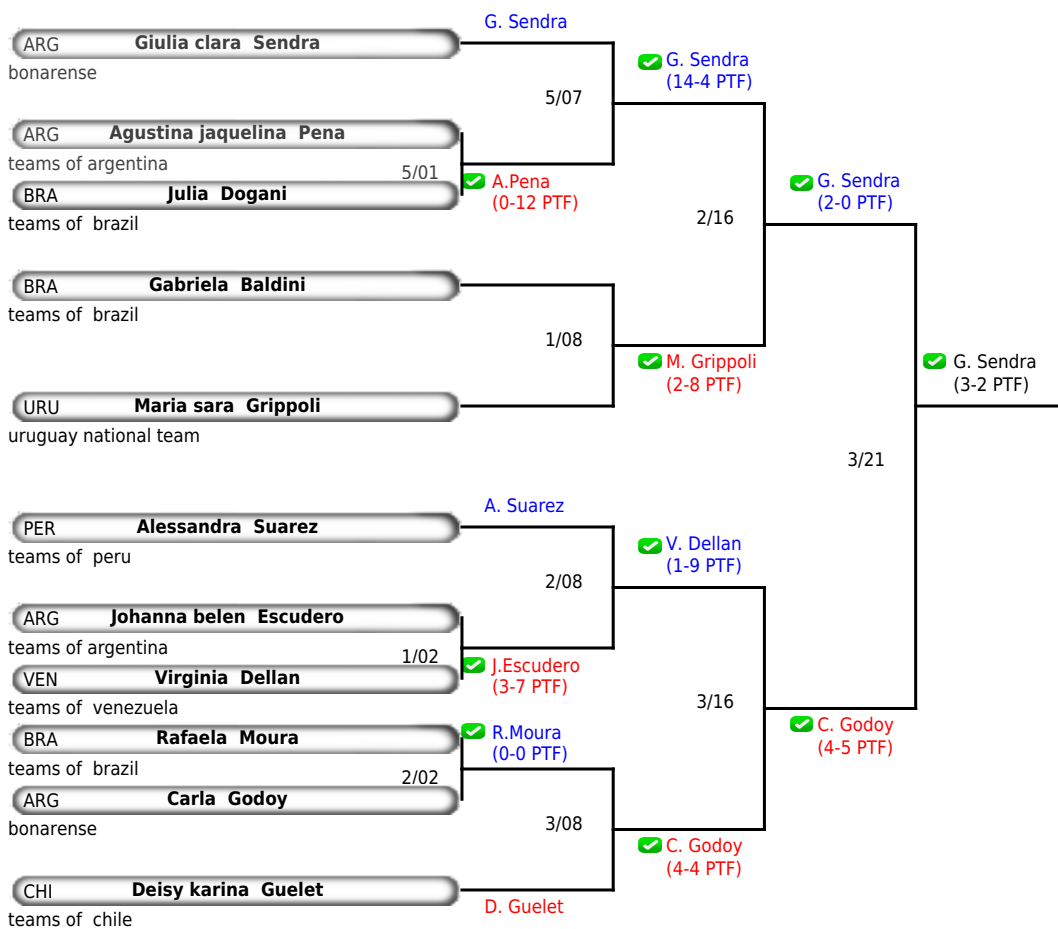 G. Sendra
ARG Giulia clara Sendra
bonarense
G. Sendra
(14-4 PTF)
5/07
ARG Agustina jaquelina Pena
teams of argentina
5/01
A.Pena
(0-12 PTF)
BRA Julia Dogani
teams of brazil
G. Sendra
(2-0 PTF)
2/16
BRA Gabriela Baldini
teams of brazil
1/08
M. Grippoli
(2-8 PTF)
G. Sendra
(3-2 PTF)
URU Maria sara Grippoli
uruguay national team
3/21
A. Suarez
PER Alessandra Suarez
teams of peru
V. Dellan
(1-9 PTF)
2/08
ARG Johanna belen Escudero
teams of argentina
1/02
J.Escudero
(3-7 PTF)
VEN Virginia Dellan
teams of venezuela
3/16
C. Godoy
(4-5 PTF)
BRA Rafaela Moura
R.Moura
(0-0 PTF)
teams of brazil
2/02
ARG Carla Godoy
bonarense
3/08
C. Godoy
(4-4 PTF)
CHI Deisy karina Guelet
D. Guelet
teams of chile